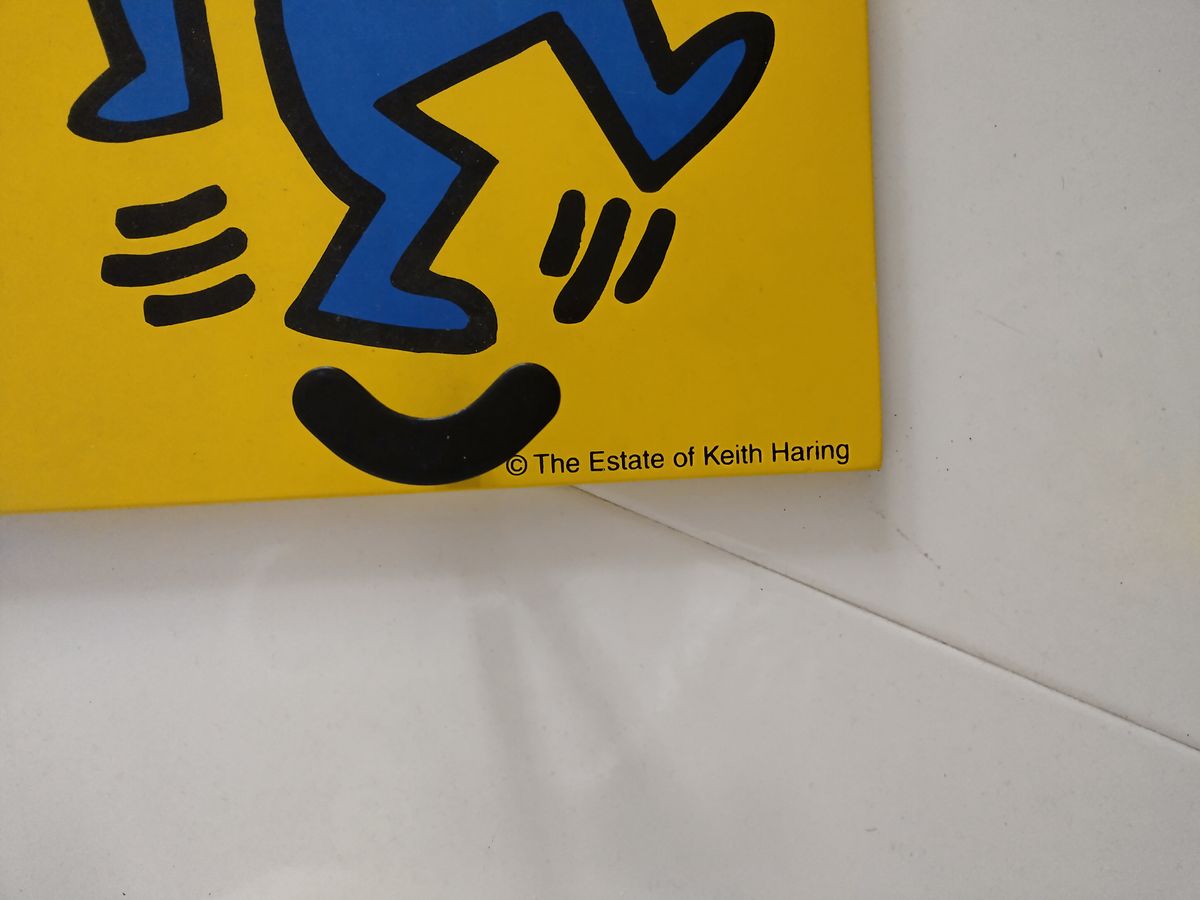 © The Estate of Keith Haring